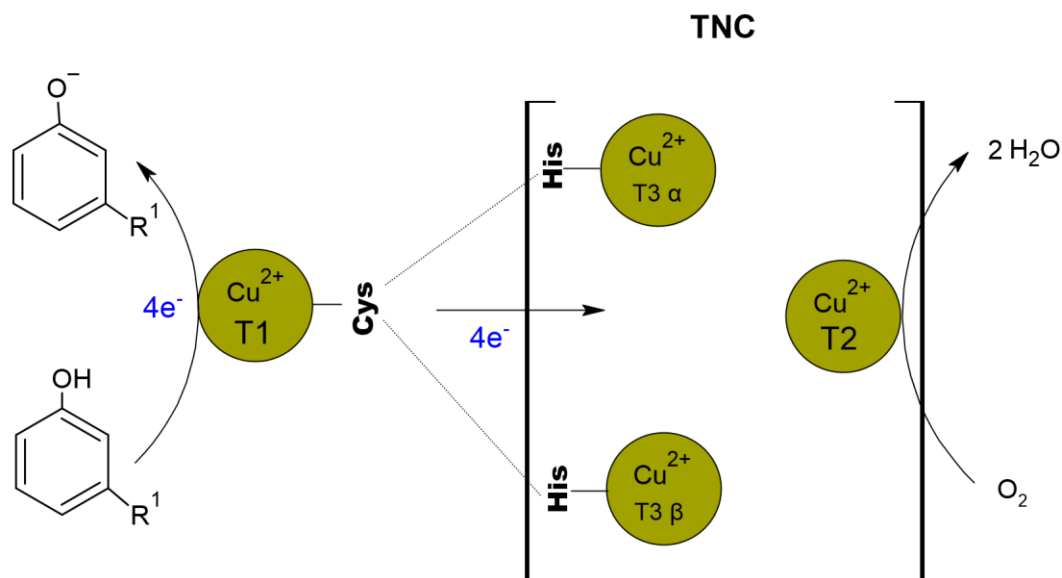 TNC
O⁻
R¹
4e⁻
Cu²⁺
T1
Cys
OH
R¹
4e⁻
His
Cu²⁺
T3 α
Cu²⁺
T2
His
Cu²⁺
T3 β
2 H₂O
O₂